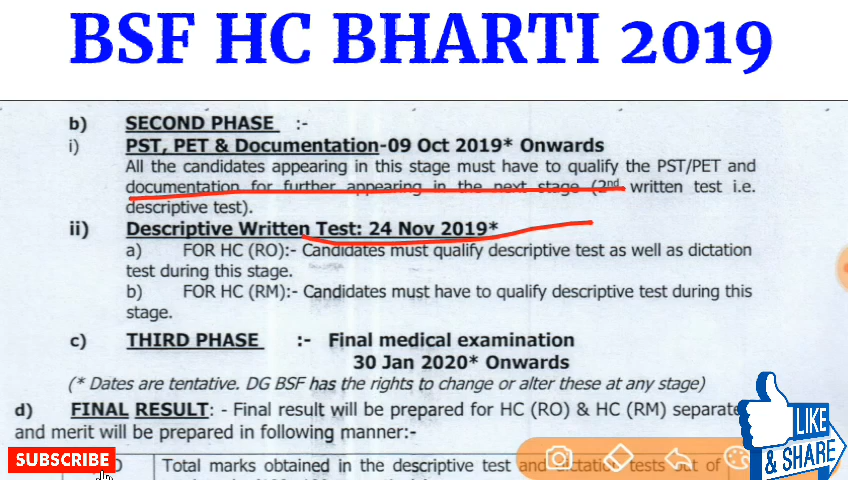 BSF HC BHARTI 2019
b) SECOND PHASE :-
i) PST, PET & Documentation-09 Oct 2019* Onwards
All the candidates appearing in this stage must have to qualify the PST/PET and
documentation for further appearing in the next stage (2nd written test i.e.
descriptive test).
ii) Descriptive Written Test: 24 Nov 2019*
a) FOR HC (RO):- Candidates must qualify descriptive test as well as dictation
test during this stage.
b) FOR HC (RM):- Candidates must have to qualify descriptive test during this
stage.
c) THIRD PHASE :- Final medical examination
30 Jan 2020* Onwards
(* Dates are tentative. DG BSF has the rights to change or alter these at any stage)
d) FINAL RESULT: - Final result will be prepared for HC (RO) & HC (RM)
and merit will be prepared in following manner:-
Total marks obtained in the descriptive test and dictation tests out of
SUBSCRIBE
LIKE
& SHARE